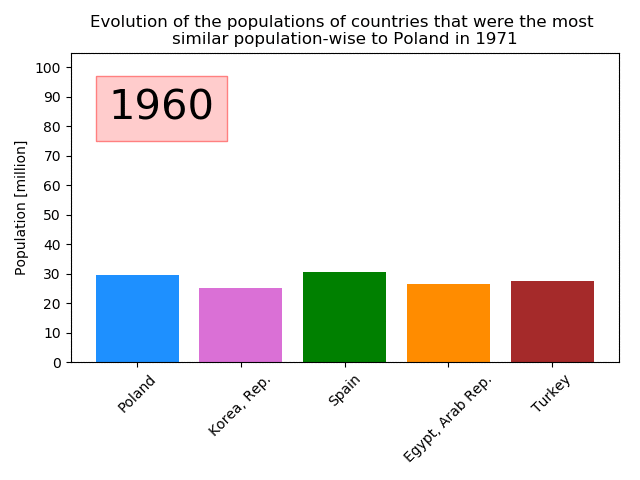 Evolution of the populations of countries that were the most
similar population-wise to Poland in 1971
1960
Population [million]
100
90
80
70
60
50
40
30
20
10
0
Poland
Korea, Rep.
Spain
Egypt, Arab Rep.
Turkey